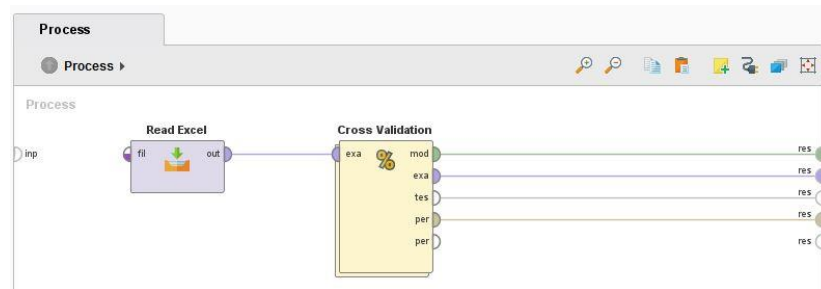 Process
Process
Process
Read Excel
Cross Validation
inp
fil
out
exa
%
mod
res
exa
res
tes
res
per
res
per
res